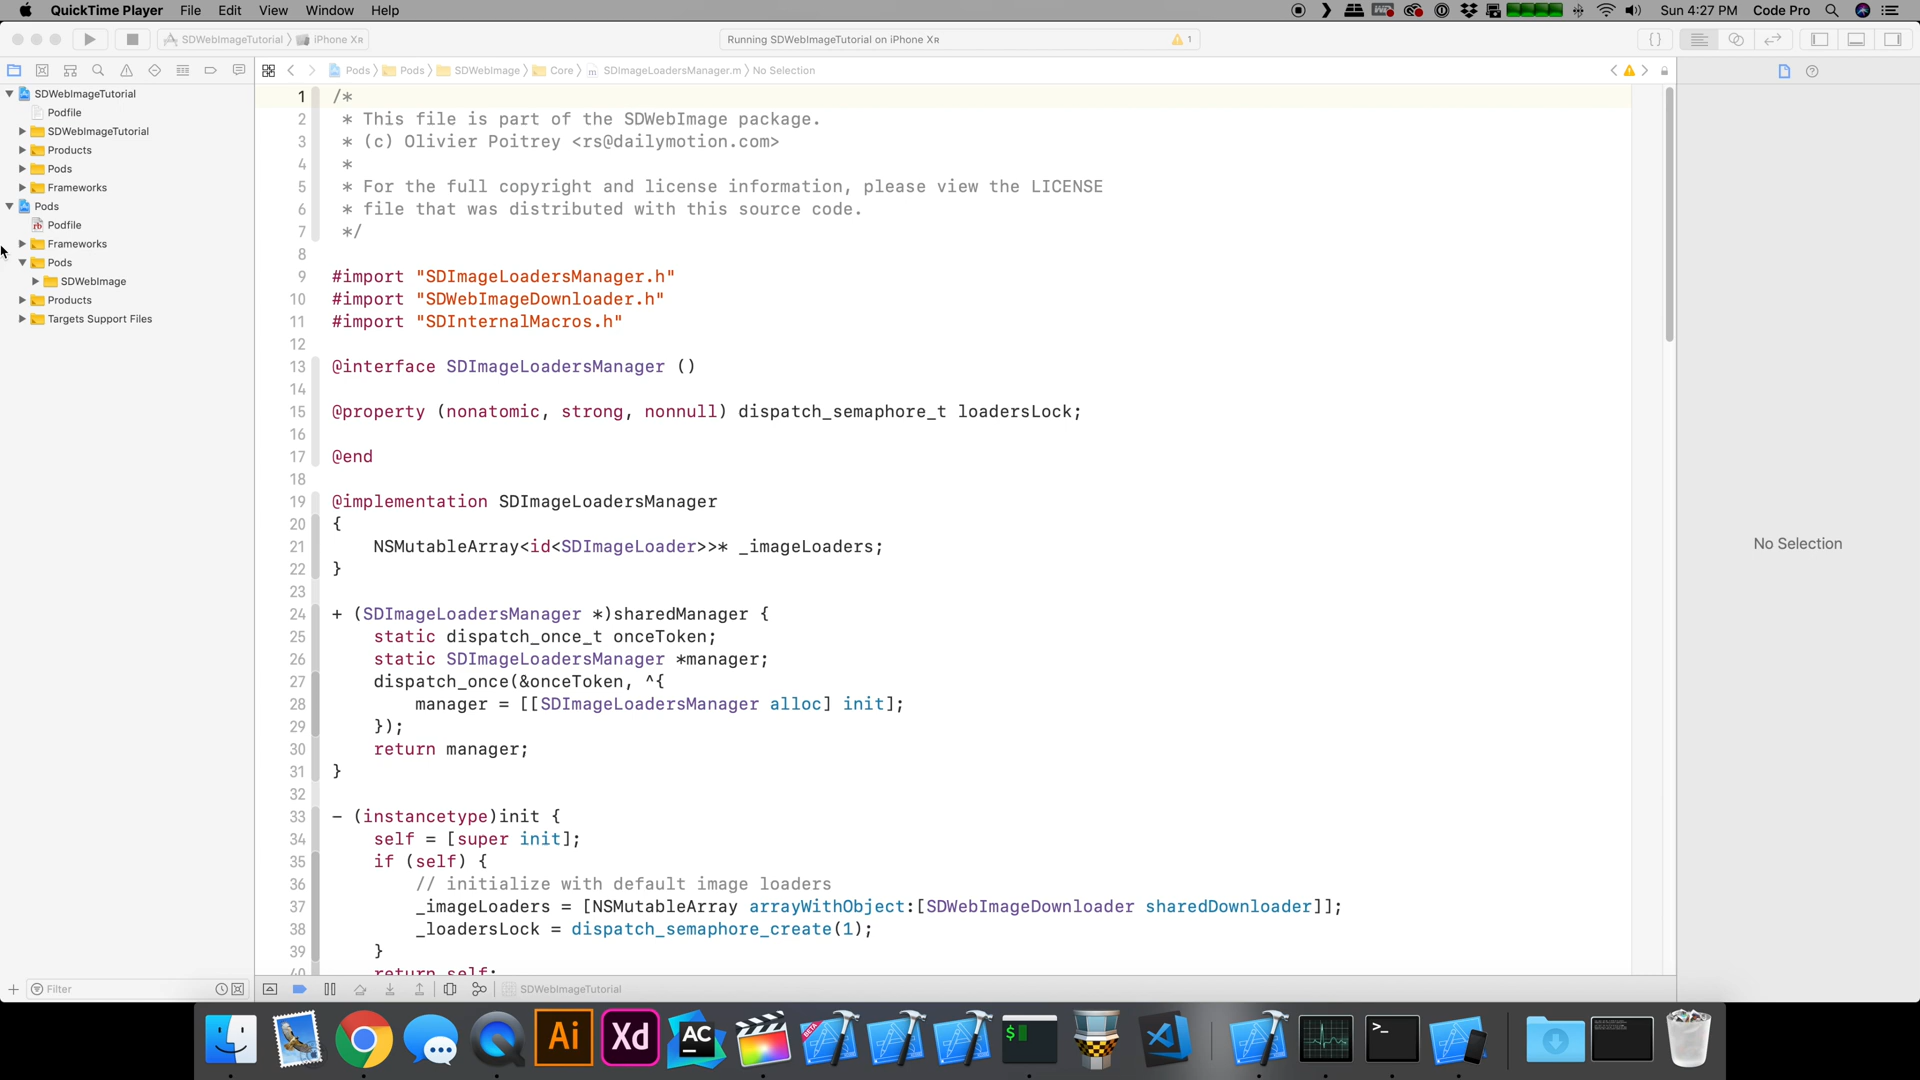 QuickTime Player File Edit View Window Help
Sun 4:27 PM Code Pro
SDWebImageTutorial iPhone XR
Running SDWebImageTutorial on iPhone XR
1
Pods Pods SDWebImage Core m SDImageLoadersManager.m No Selection
SDWebImageTutorial
Podfile
SDWebImageTutorial
Products
Pods
Frameworks
Pods
rb Podfile
Frameworks
Pods
SDWebImage
Products
Targets Support Files
1 /*
2 * This file is part of the SDWebImage package.
3 * (c) Olivier Poitrey <rs@dailymotion.com>
4 *
5 * For the full copyright and license information, please view the LICENSE
6 * file that was distributed with this source code.
7 */
8
9 #import "SDImageLoadersManager.h"
10 #import "SDWebImageDownloader.h"
11 #import "SDInternalMacros.h"
12
13 @interface SDImageLoadersManager ()
14
15 @property (nonatomic, strong, nonnull) dispatch_semaphore_t loadersLock;
16
17 @end
18
19 @implementation SDImageLoadersManager
20 {
21 NSMutableArray<id<SDImageLoader>>* _imageLoaders;
22 }
23
24 + (SDImageLoadersManager *)sharedManager {
25 static dispatch_once_t onceToken;
26 static SDImageLoadersManager *manager;
27 dispatch_once(&onceToken, ^{
28 manager = [[SDImageLoadersManager alloc] init];
29 });
30 return manager;
31 }
32
33 - (instancetype)init {
34 self = [super init];
35 if (self) {
36 // initialize with default image loaders
37 _imageLoaders = [NSMutableArray arrayWithObject:[SDWebImageDownloader sharedDownloader]];
38 _loadersLock = dispatch_semaphore_create(1);
39 }
40 return self;
No Selection
Filter
SDWebImageTutorial
Ai
Xd
AC
BETA
$
>_